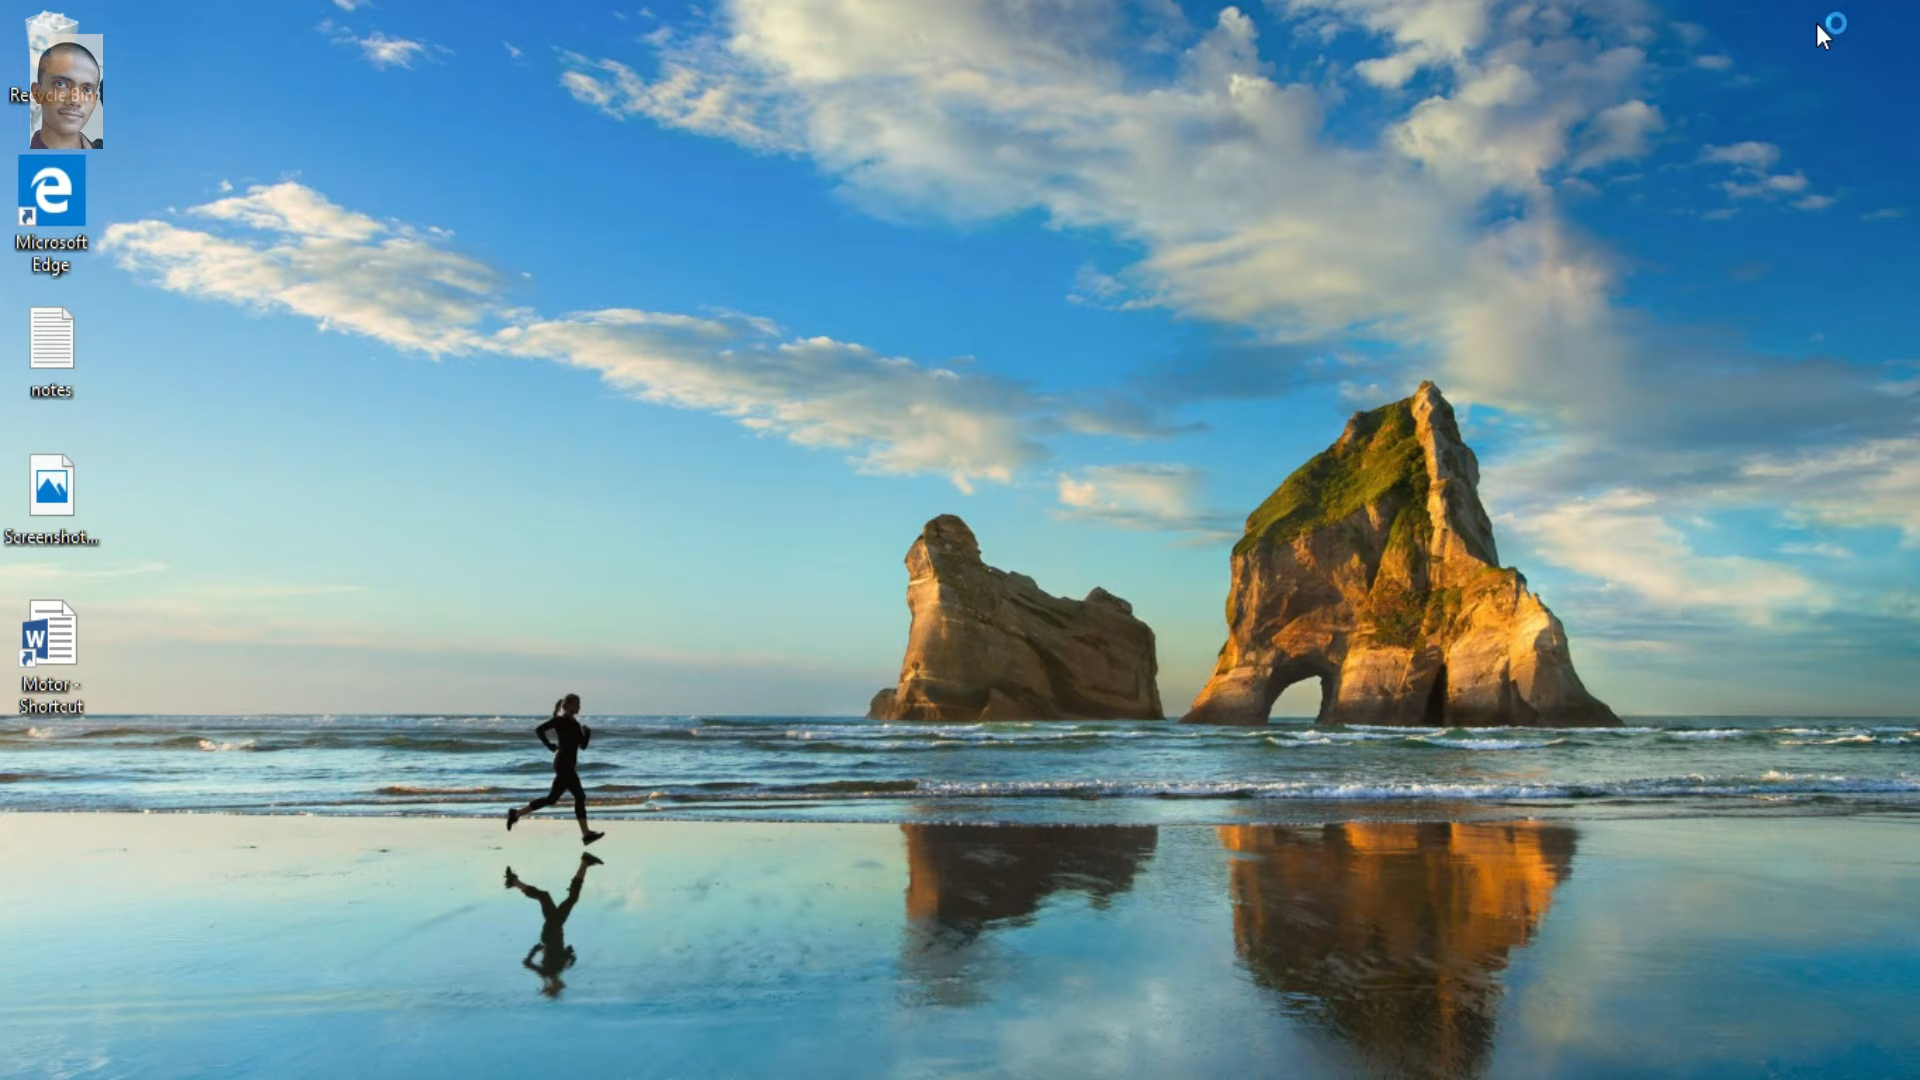 Recycle Bin
Microsoft
Edge
notes
Screenshot...
W
Motor -
Shortcut